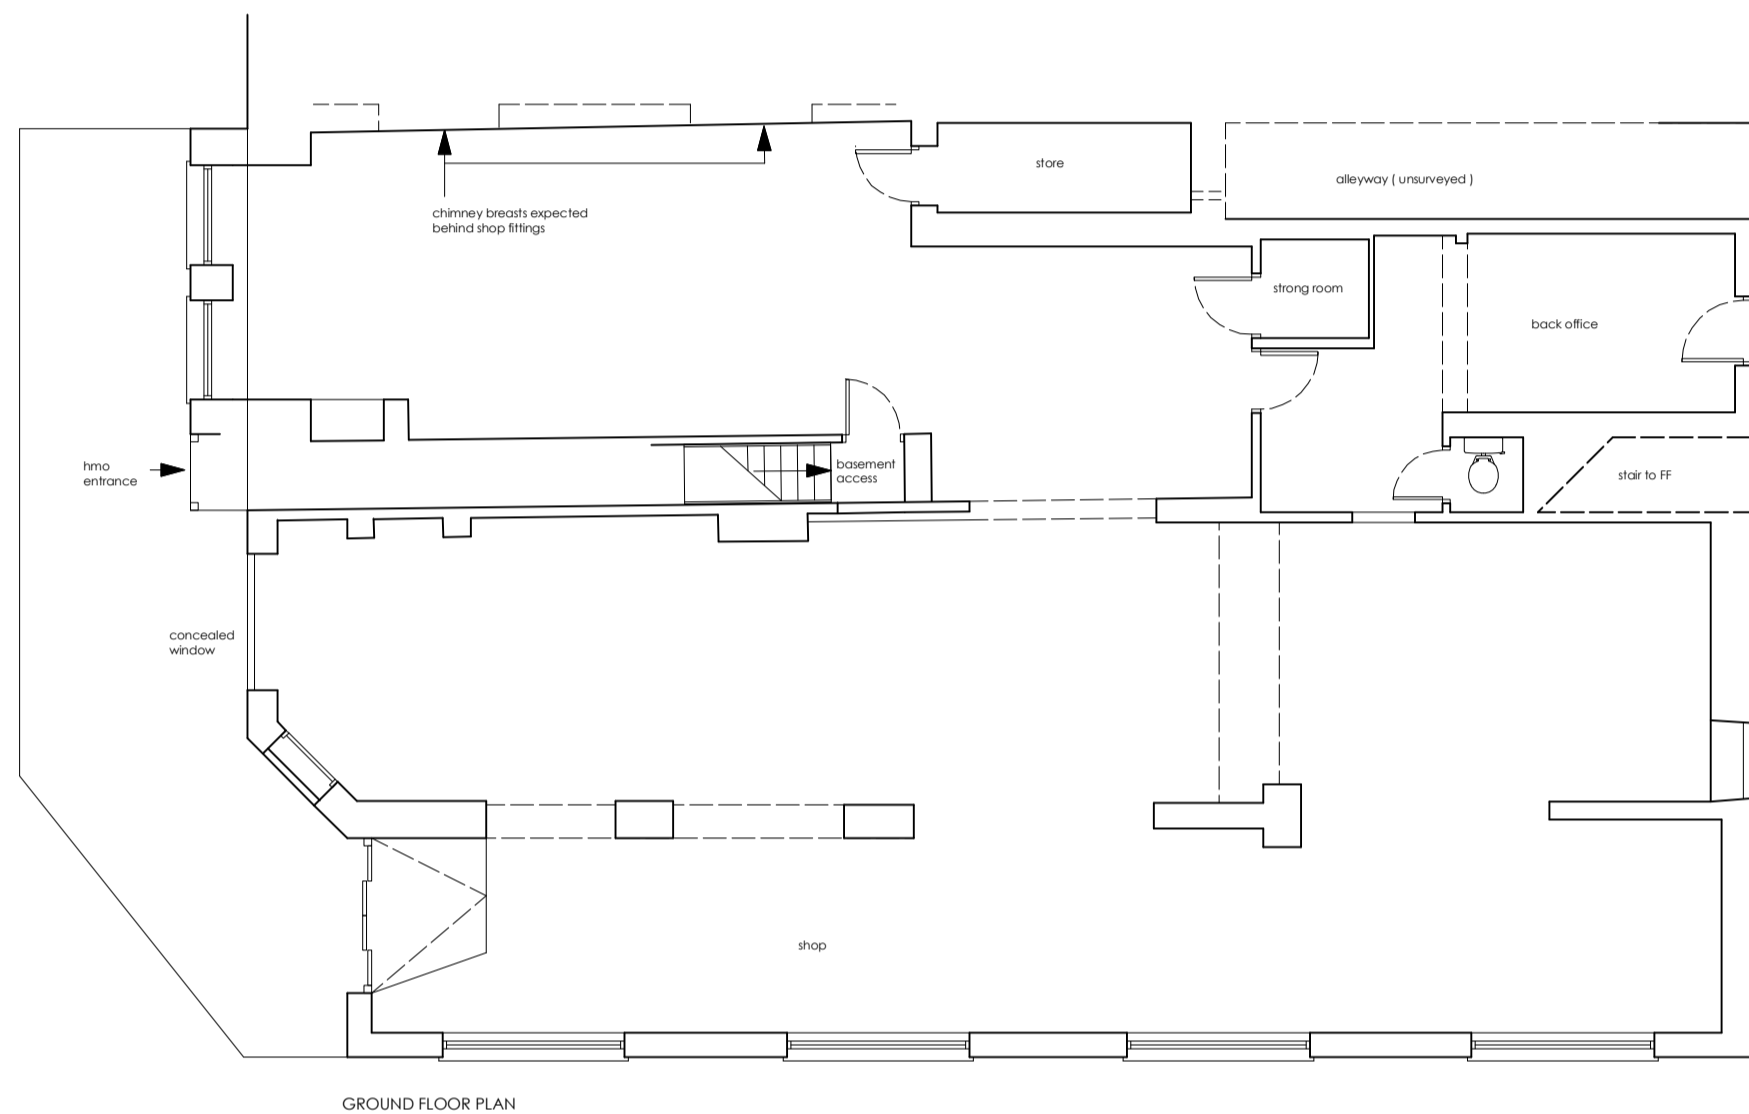 store
alleyway ( unsurveyed )
chimney breasts expected
behind shop fittings
strong room
back office
hmo
entrance
basement
access
stair to FF
concealed
window
shop
GROUND FLOOR PLAN